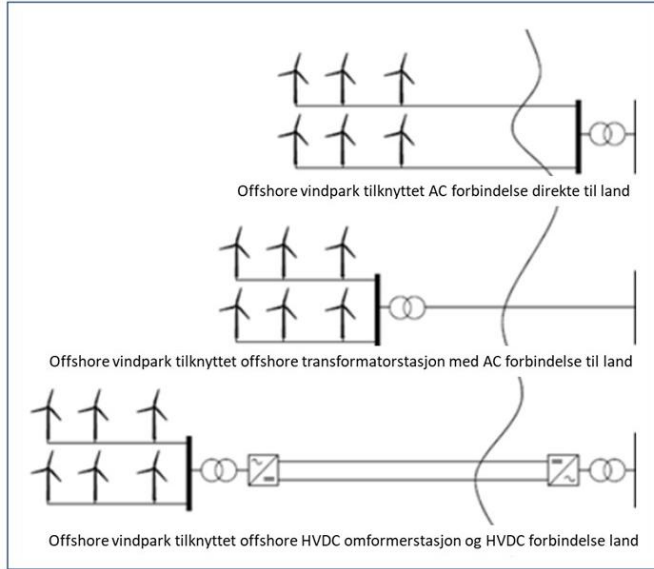 Offshore vindpark tilknyttet AC forbindelse direkte til land
Offshore vindpark tilknyttet offshore transformatorstasjon med AC forbindelse til land
Offshore vindpark tilknyttet offshore HVDC omformerstasjon og HVDC forbindelse land